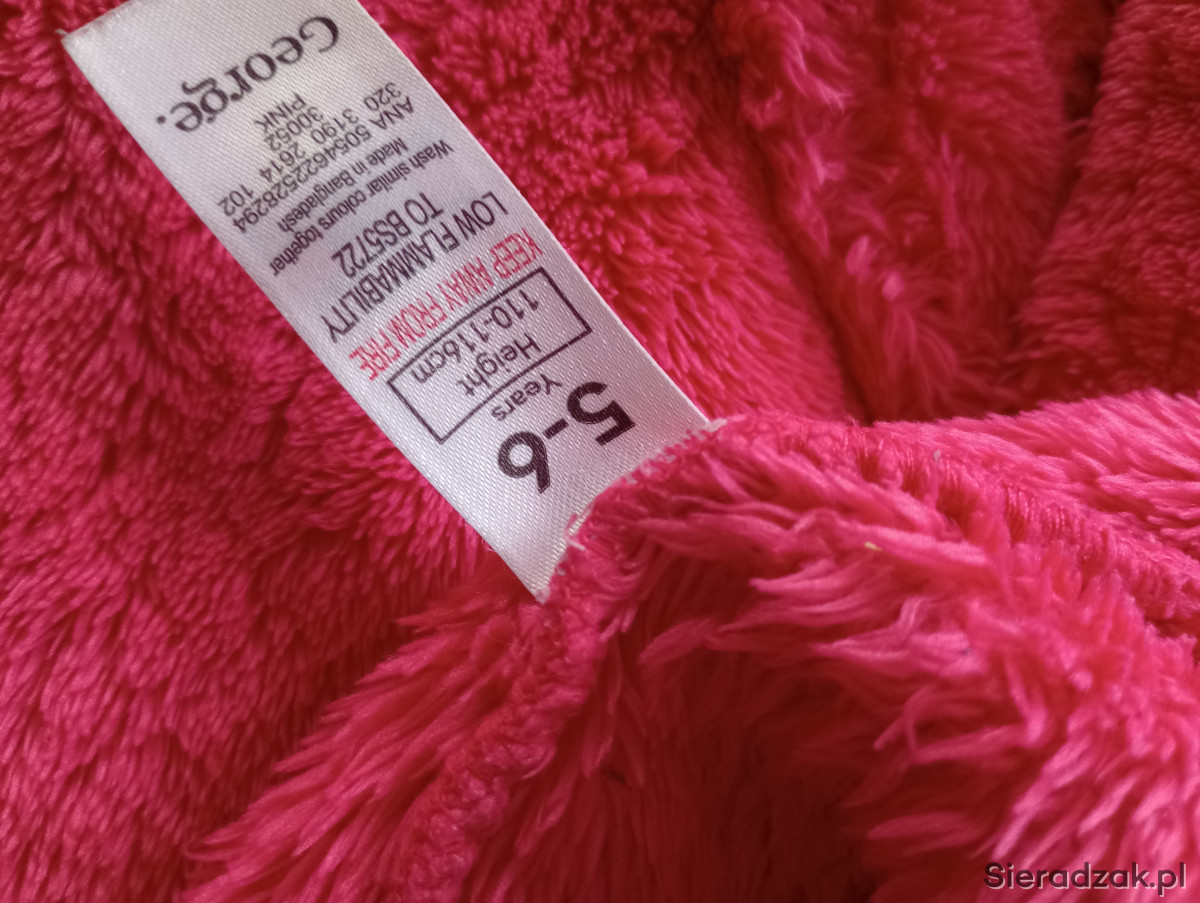 5-6
Years
Height
110-116cm
KEEP AWAY FROM FIRE
LOW FLAMMABILITY
TO BS5722
Wash similar colours together
Made in Bangladesh
ANA 5054622528294
320 3190 2614 102
30052
PINK
George.
Sieradzak.pl